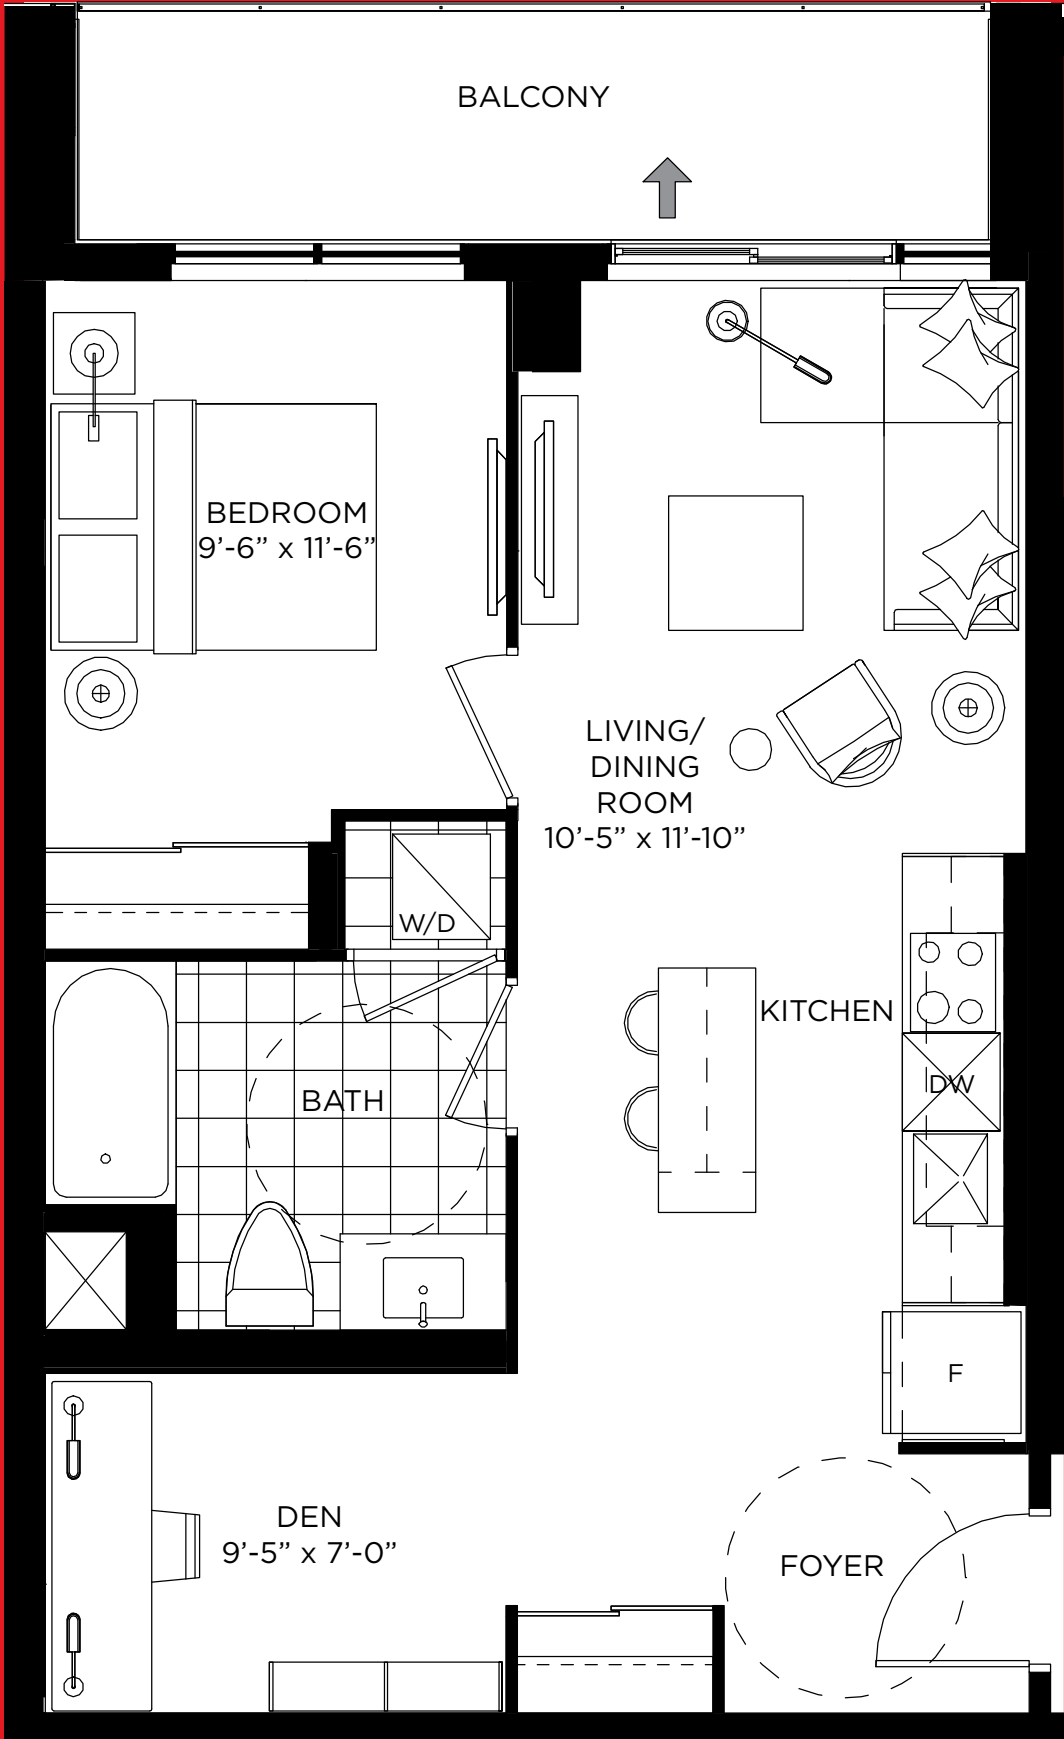 BALCONY
BEDROOM
9’-6” x 11’-6”
LIVING/
DINING
ROOM
10’-5” x 11’-10”
W/D
KITCHEN
DW
BATH
F
DEN
9’-5” x 7’-0”
FOYER